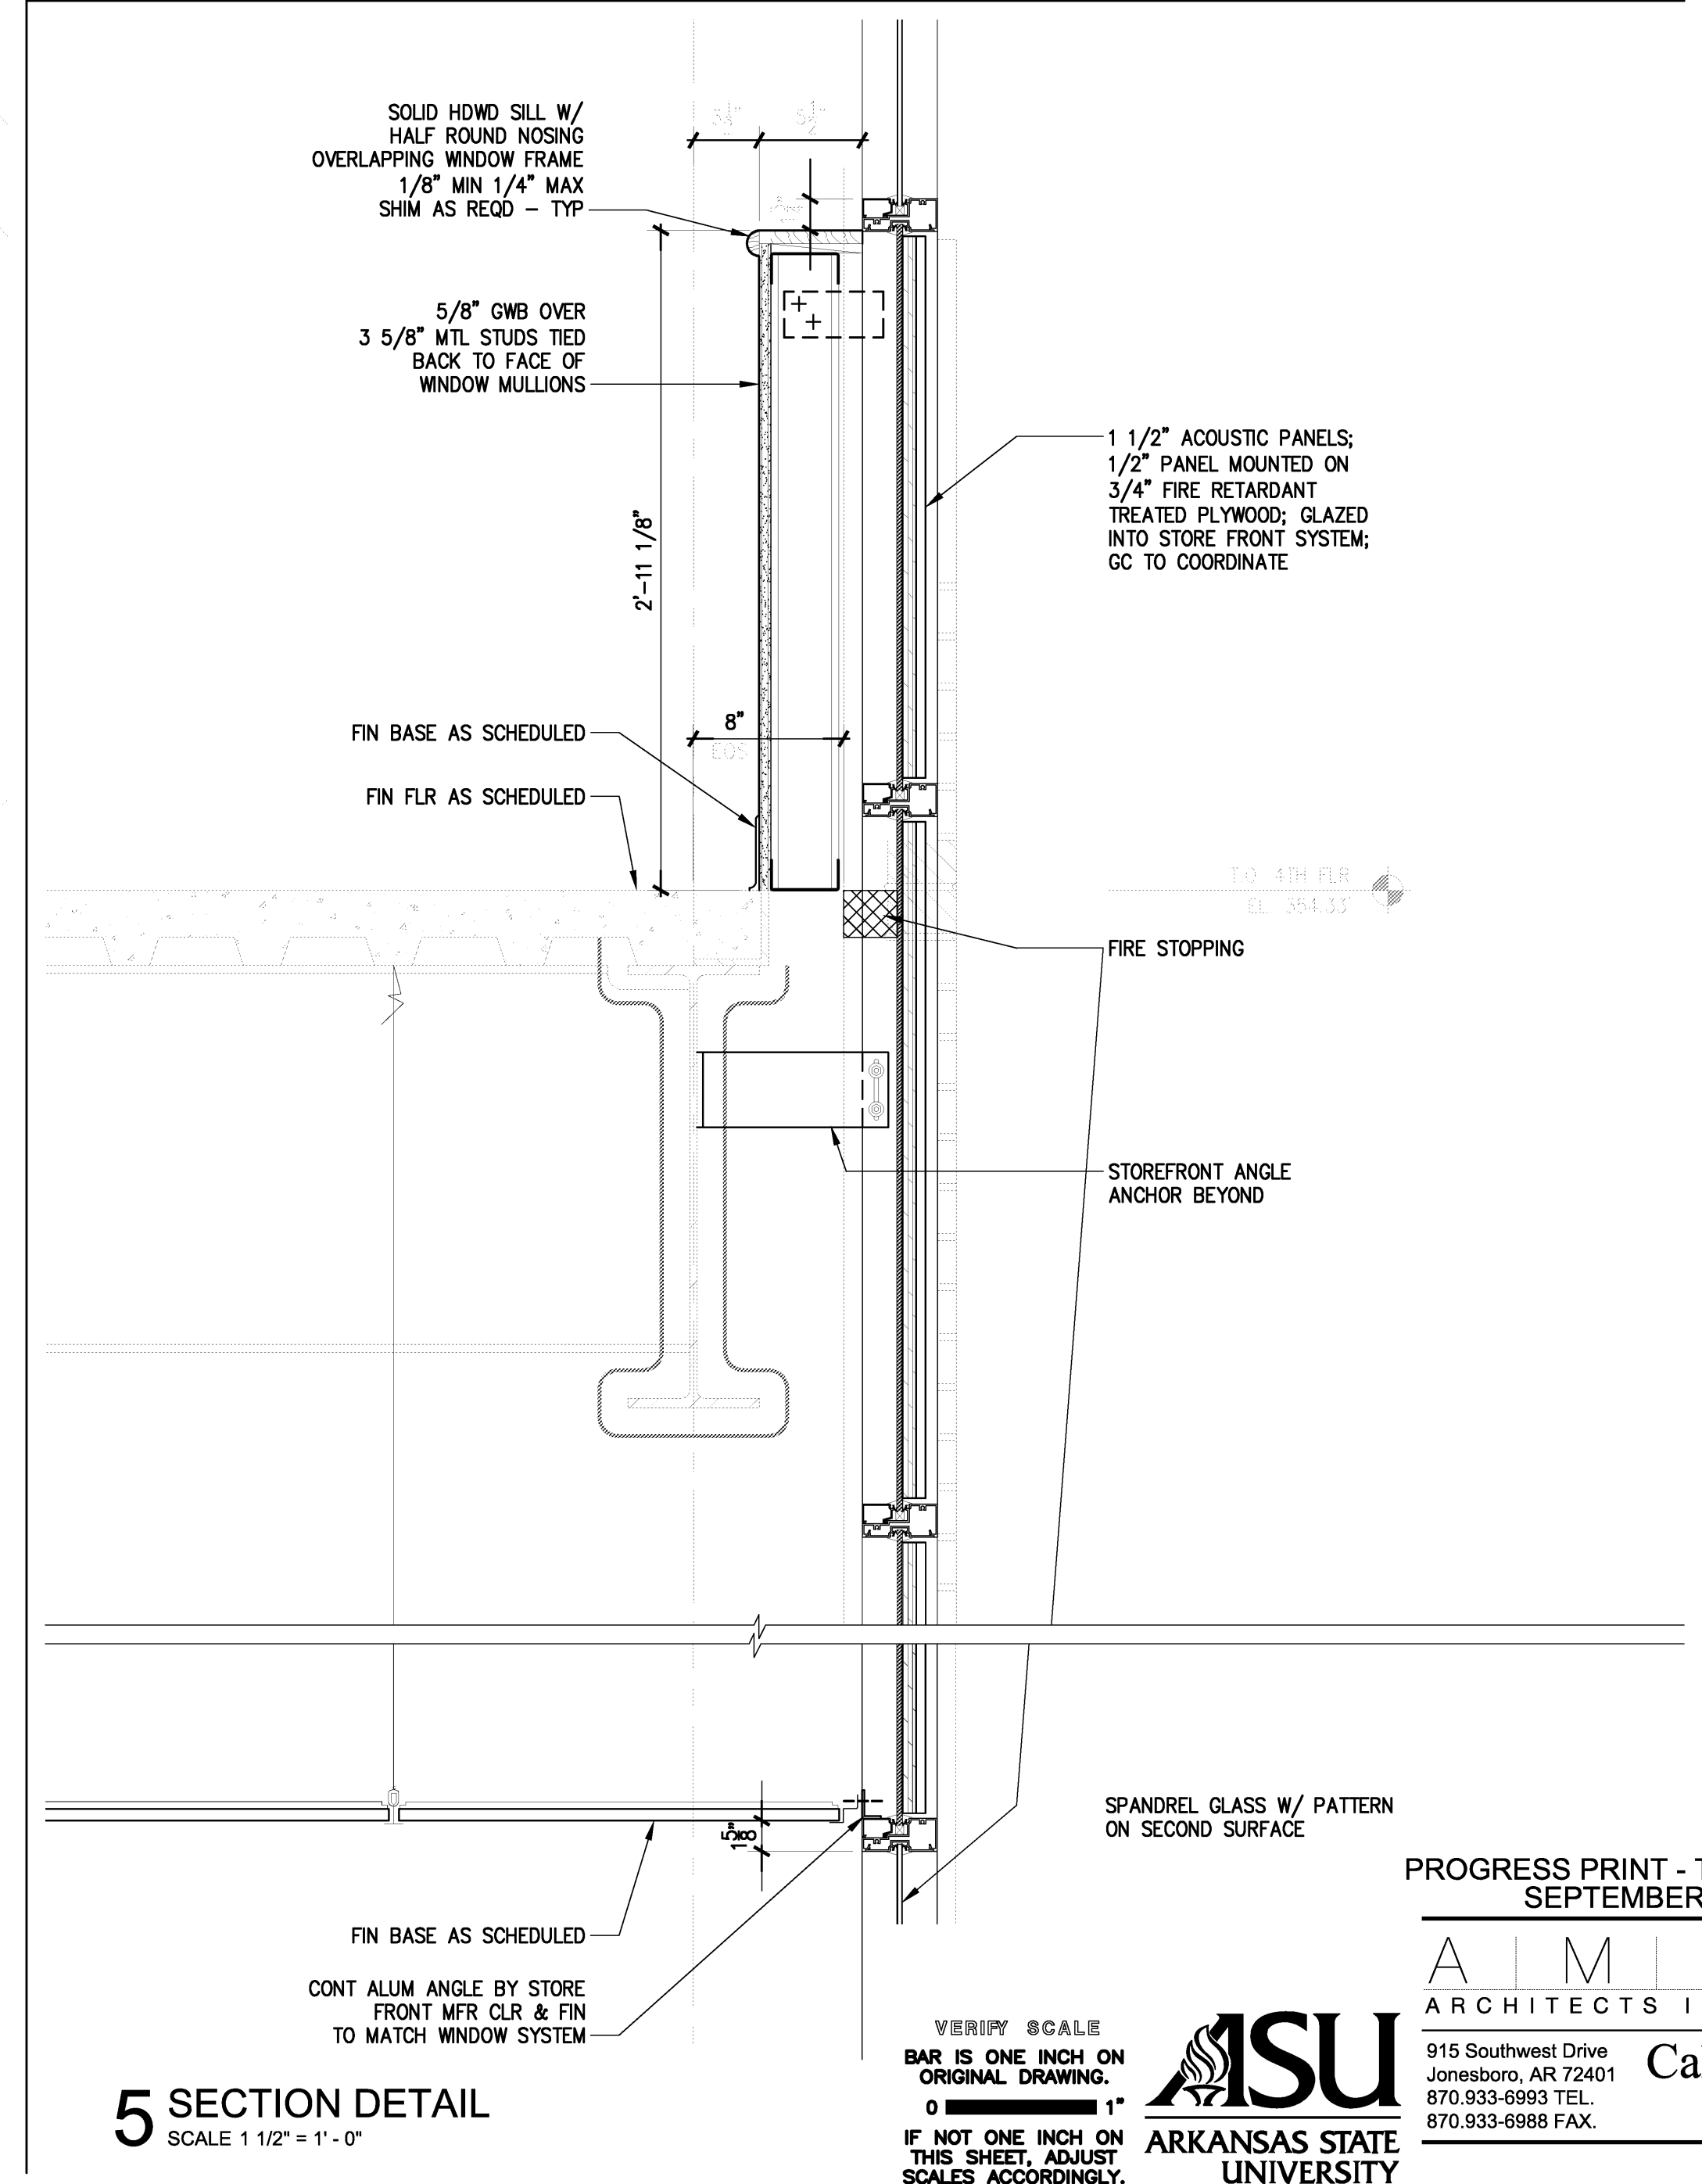 SOLID HDWD SILL W/
HALF ROUND NOSING
OVERLAPPING WINDOW FRAME
1/8" MIN 1/4" MAX
SHIM AS REQD - TYP
5/8" GWB OVER
3 5/8" MTL STUDS TIED
BACK TO FACE OF
WINDOW MULLIONS
1 1/2" ACOUSTIC PANELS;
1/2" PANEL MOUNTED ON
3/4" FIRE RETARDANT
TREATED PLYWOOD; GLAZED
INTO STORE FRONT SYSTEM;
GC TO COORDINATE
2'-11 1/8"
8"
EOS
FIN BASE AS SCHEDULED
FIN FLR AS SCHEDULED
T.O. 4TH FLR
EL. 354.33'
FIRE STOPPING
STOREFRONT ANGLE
ANCHOR BEYOND
SPANDREL GLASS W/ PATTERN
ON SECOND SURFACE
FIN BASE AS SCHEDULED
CONT ALUM ANGLE BY STORE
FRONT MFR CLR & FIN
TO MATCH WINDOW SYSTEM
5 SECTION DETAIL
SCALE 1 1/2" = 1' - 0"
VERIFY SCALE
BAR IS ONE INCH ON
ORIGINAL DRAWING.
0 1"
IF NOT ONE INCH ON
THIS SHEET, ADJUST
SCALES ACCORDINGLY.
ASU
ARKANSAS STATE
UNIVERSITY
PROGRESS PRINT - T
SEPTEMBER
A M
ARCHITECTS I
915 Southwest Drive
Jonesboro, AR 72401
870.933-6993 TEL.
870.933-6988 FAX.
Ca